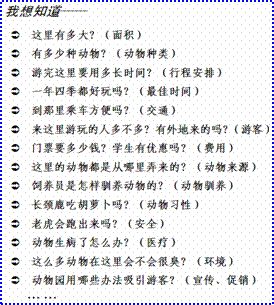 我想知道——
➲ 这里有多大？（面积）
➲ 有多少种动物？（动物种类）
➲ 游完这里要用多长时间？（行程安排）
➲ 一年四季都好玩吗？（最佳时间）
➲ 到那里乘车方便吗？（交通）
➲ 来这里游玩的人多不多？有外地来的吗？（游客）
➲ 门票要多少钱？学生有优惠吗？（费用）
➲ 这里的动物都是从哪里弄来的？（动物来源）
➲ 饲养员是怎样驯养动物的？（动物驯养）
➲ 长颈鹿吃胡萝卜吗？（动物习性）
➲ 老虎会跑出来吗？（安全）
➲ 动物生病了怎么办？（医疗）
➲ 这么多动物在这里会不会很臭？（环境）
➲ 动物园用哪些办法吸引游客？（宣传、促销）
… …